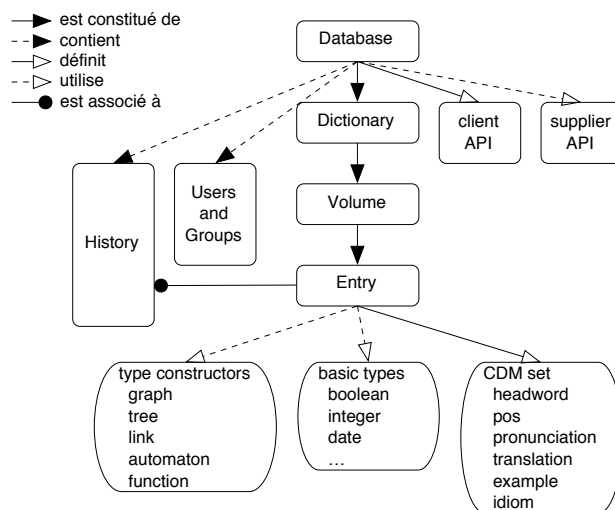 est constitué de
contient
définit
utilise
est associé à
Database
Dictionary
client
API
supplier
API
History
Users
and
Groups
Volume
Entry
type constructors
graph
tree
link
automaton
function
basic types
boolean
integer
date
...
CDM set
headword
pos
pronunciation
translation
example
idiom